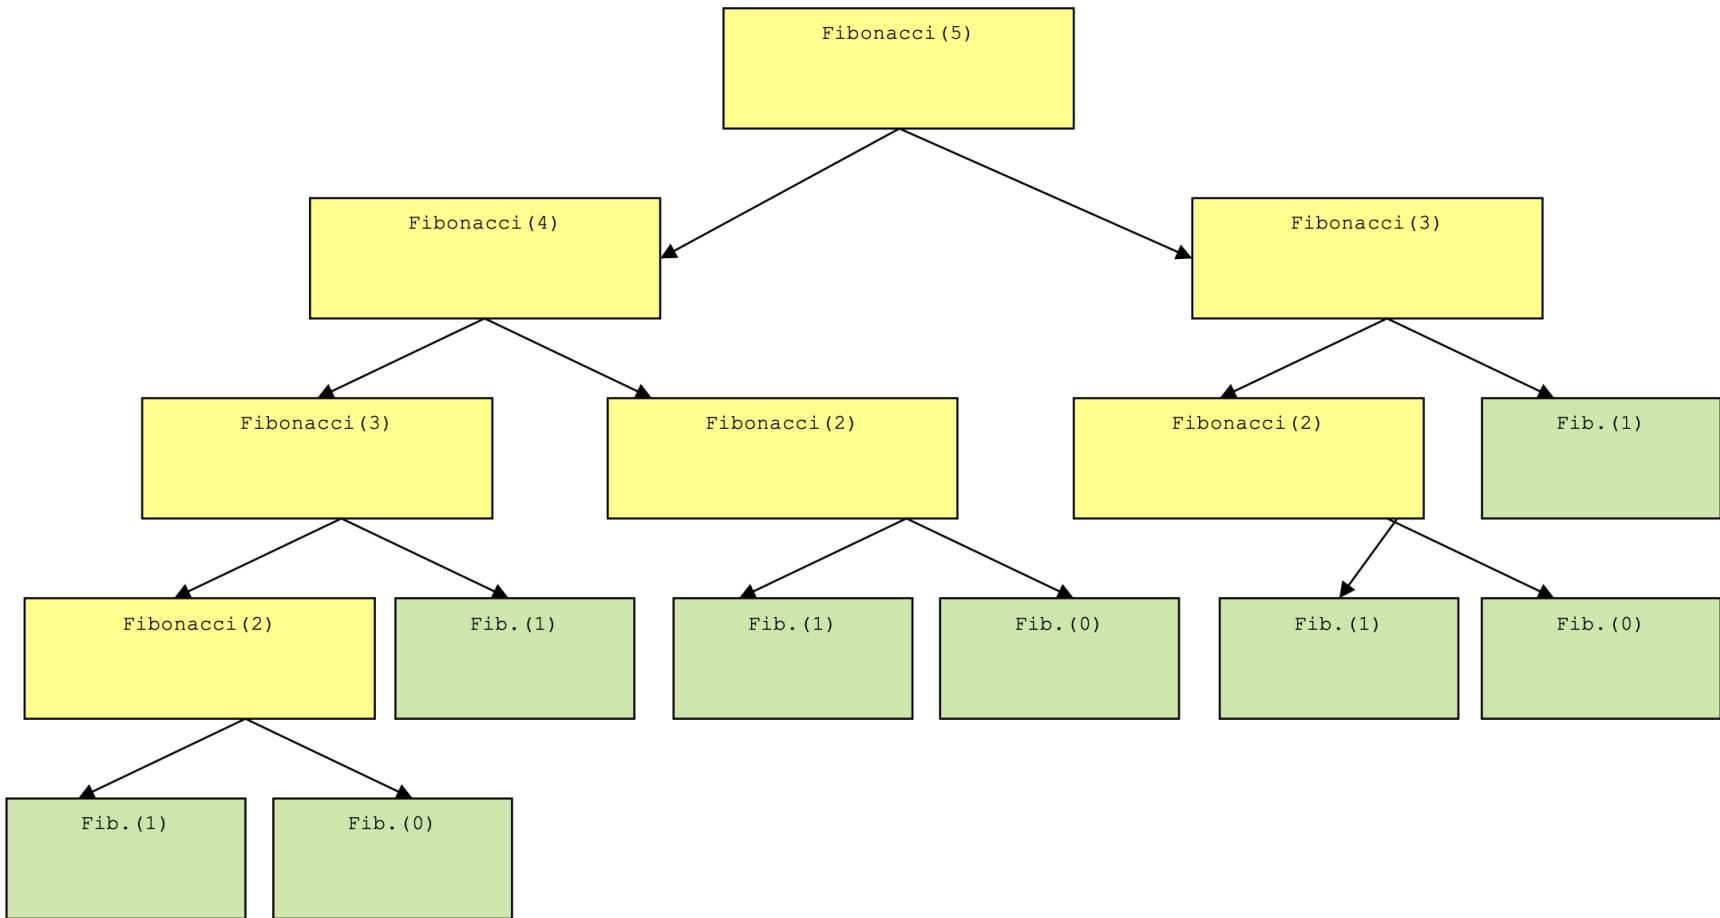 Fibonacci(5)
Fibonacci(4)
Fibonacci(3)
Fibonacci(3)
Fibonacci(2)
Fibonacci(2)
Fib.(1)
Fibonacci(2)
Fib.(1)
Fib.(1)
Fib.(0)
Fib.(1)
Fib.(0)
Fib.(1)
Fib.(0)